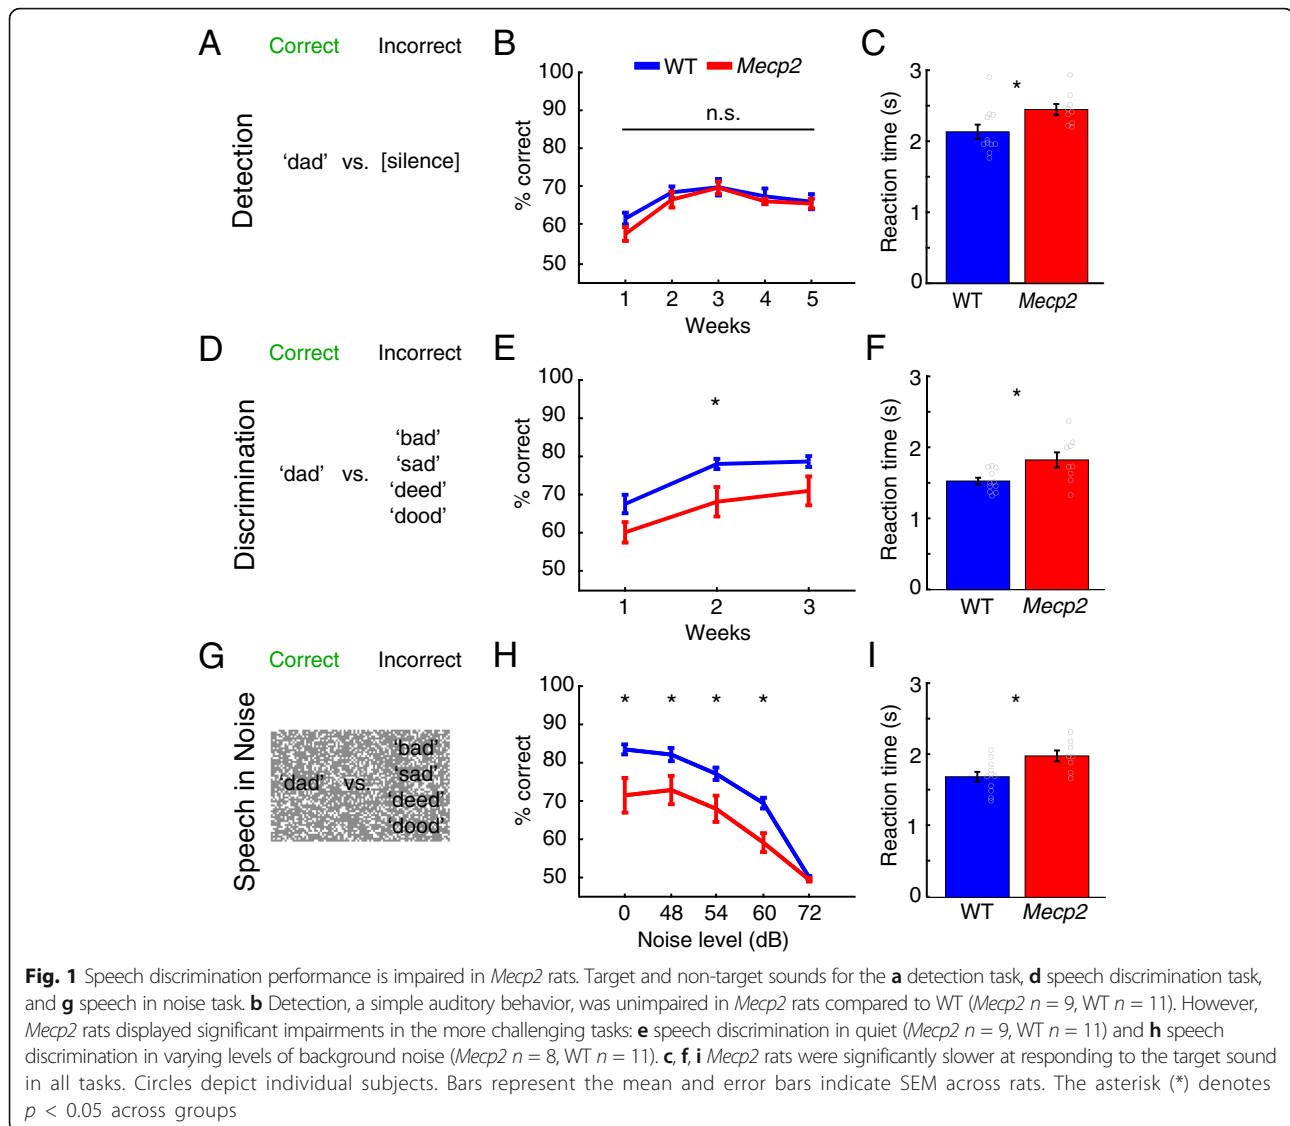 A
Correct Incorrect
Detection
'dad' vs. [silence]
B
WT Mecp2
% correct
100
90
80
70
60
50
n.s.
1 2 3 4 5
Weeks
C
Reaction time (s)
3
2
1
0
*
WT Mecp2
D
Correct Incorrect
Discrimination
'dad' vs.
'bad'
'sad'
'deed'
'dood'
E
% correct
100
90
80
70
60
50
*
1 2 3
Weeks
F
Reaction time (s)
3
2
1
0
*
WT Mecp2
G
Correct Incorrect
Speech in Noise
'dad' vs.
'bad'
'sad'
'deed'
'dood'
H
% correct
100
90
80
70
60
50
* * * *
0 48 54 60 72
Noise level (dB)
I
Reaction time (s)
3
2
1
0
*
WT Mecp2
Fig. 1 Speech discrimination performance is impaired in Mecp2 rats. Target and non-target sounds for the a detection task, d speech discrimination task,
and g speech in noise task. b Detection, a simple auditory behavior, was unimpaired in Mecp2 rats compared to WT (Mecp2 n = 9, WT n = 11). However,
Mecp2 rats displayed significant impairments in the more challenging tasks: e speech discrimination in quiet (Mecp2 n = 9, WT n = 11) and h speech
discrimination in varying levels of background noise (Mecp2 n = 8, WT n = 11). c, f, i Mecp2 rats were significantly slower at responding to the target sound
in all tasks. Circles depict individual subjects. Bars represent the mean and error bars indicate SEM across rats. The asterisk (*) denotes
p < 0.05 across groups